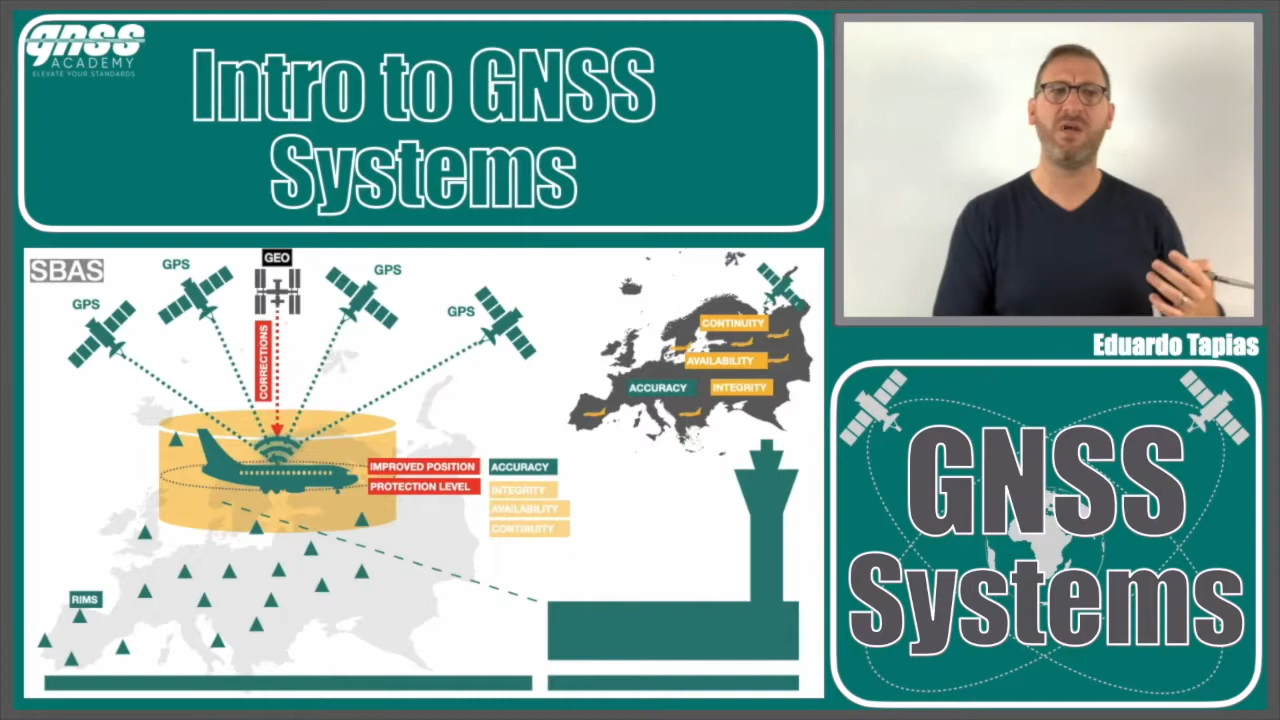 gnss
ACADEMY
ELEVATE YOUR STANDARDS
Intro to GNSS
Systems
SBAS
GPS
GPS
GEO
GPS
GPS
CORRECTIONS
IMPROVED POSITION
PROTECTION LEVEL
ACCURACY
INTEGRITY
AVAILABILITY
CONTINUITY
RIMS
CONTINUITY
AVAILABILITY
ACCURACY
INTEGRITY
Eduardo Tapias
GNSS
Systems